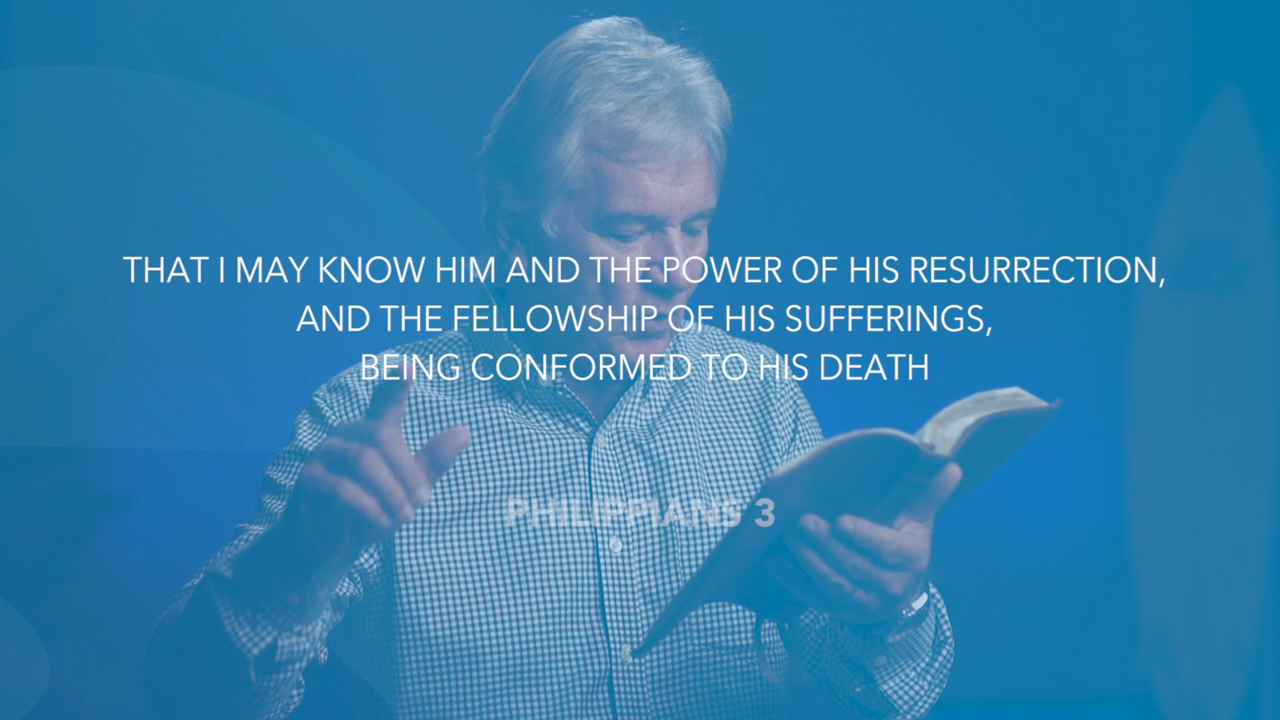 THAT I MAY KNOW HIM AND THE POWER OF HIS RESURRECTION,
AND THE FELLOWSHIP OF HIS SUFFERINGS,
BEING CONFORMED TO HIS DEATH
PHILIPPIANS 3